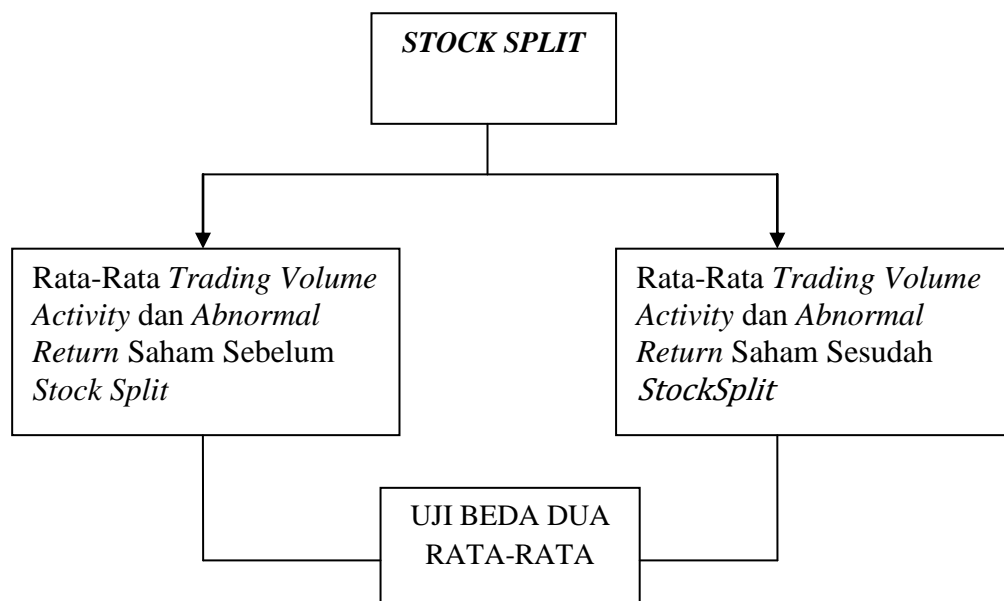 STOCK SPLIT
Rata-Rata Trading Volume
Activity dan Abnormal
Return Saham Sebelum
Stock Split
Rata-Rata Trading Volume
Activity dan Abnormal
Return Saham Sesudah
StockSplit
UJI BEDA DUA
RATA-RATA